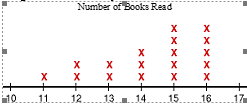 Number of Books Read
X X
X X
X X X
X X X X X
X X X X X X
10 11 12 13 14 15 16 17